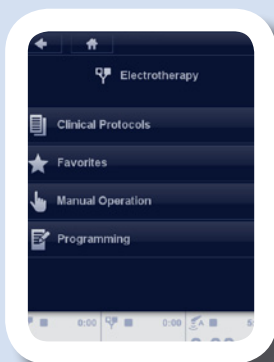 Electrotherapy
Clinical Protocols
Favorites
Manual Operation
Programming
0:00
0:00